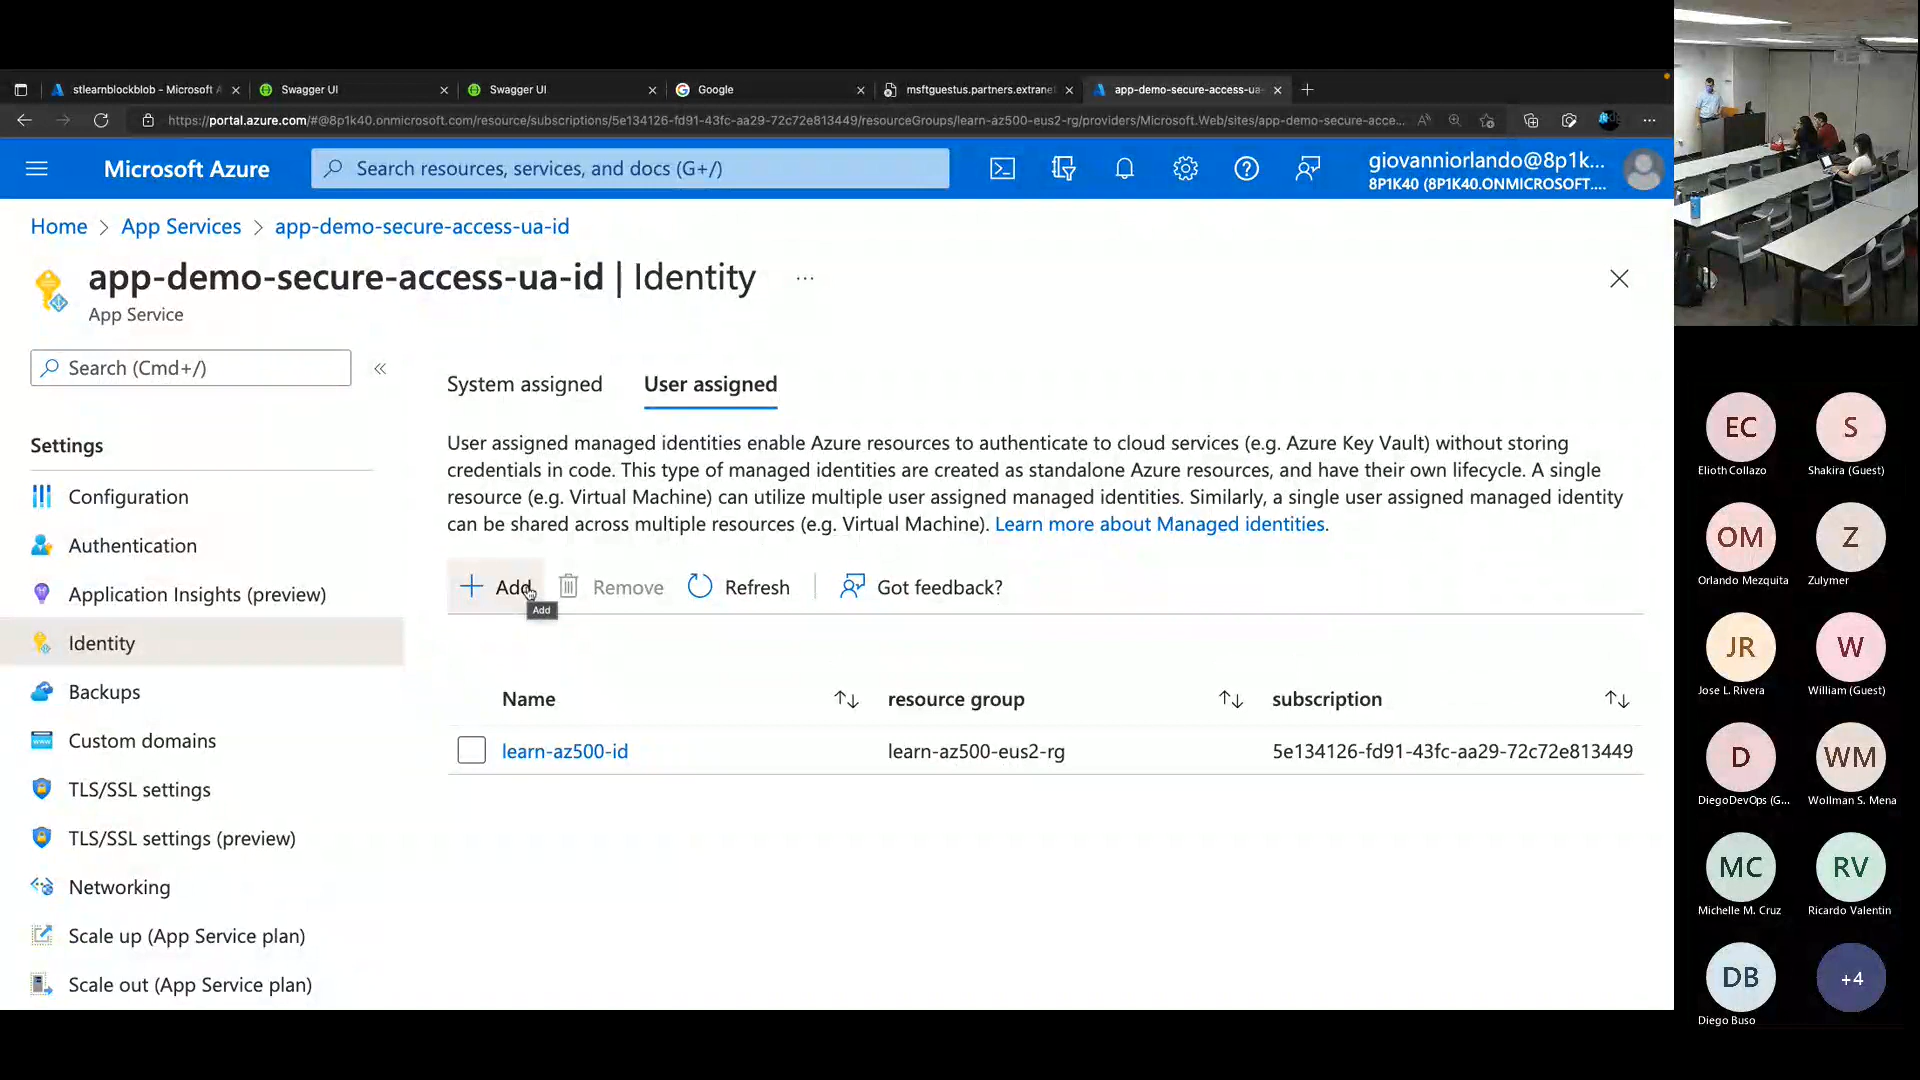 stlearnblockblob - Microsoft A
Swagger UI
Swagger UI
Google
msftguestus.partners.extranet
app-demo-secure-access-ua-
https://portal.azure.com/#@8p1k40.onmicrosoft.com/resource/subscriptions/5e134126-fd91-43fc-aa29-72c72e813449/resourceGroups/learn-az500-eus2-rg/providers/Microsoft.Web/sites/app-demo-secure-acce...
Microsoft Azure
Search resources, services, and docs (G+/)
giovanniorlando@8p1k...
8P1K40 (8P1K40.ONMICROSOFT....
Home > App Services > app-demo-secure-access-ua-id
app-demo-secure-access-ua-id | Identity
...
App Service
Search (Cmd+/)
Settings
Configuration
Authentication
Application Insights (preview)
Identity
Backups
Custom domains
TLS/SSL settings
TLS/SSL settings (preview)
Networking
Scale up (App Service plan)
Scale out (App Service plan)
System assigned
User assigned
User assigned managed identities enable Azure resources to authenticate to cloud services (e.g. Azure Key Vault) without storing
credentials in code. This type of managed identities are created as standalone Azure resources, and have their own lifecycle. A single
resource (e.g. Virtual Machine) can utilize multiple user assigned managed identities. Similarly, a single user assigned managed identity
can be shared across multiple resources (e.g. Virtual Machine). Learn more about Managed identities.
Add
Remove
Refresh
Got feedback?
Add
Name
resource group
subscription
learn-az500-id
learn-az500-eus2-rg
5e134126-fd91-43fc-aa29-72c72e813449
EC
Elioth Collazo
S
Shakira (Guest)
OM
Orlando Mezquita
Z
Zulymer
JR
Jose L. Rivera
W
William (Guest)
D
DiegoDevOps (G...
WM
Wollman S. Mena
MC
Michelle M. Cruz
RV
Ricardo Valentin
DB
Diego Buso
+4